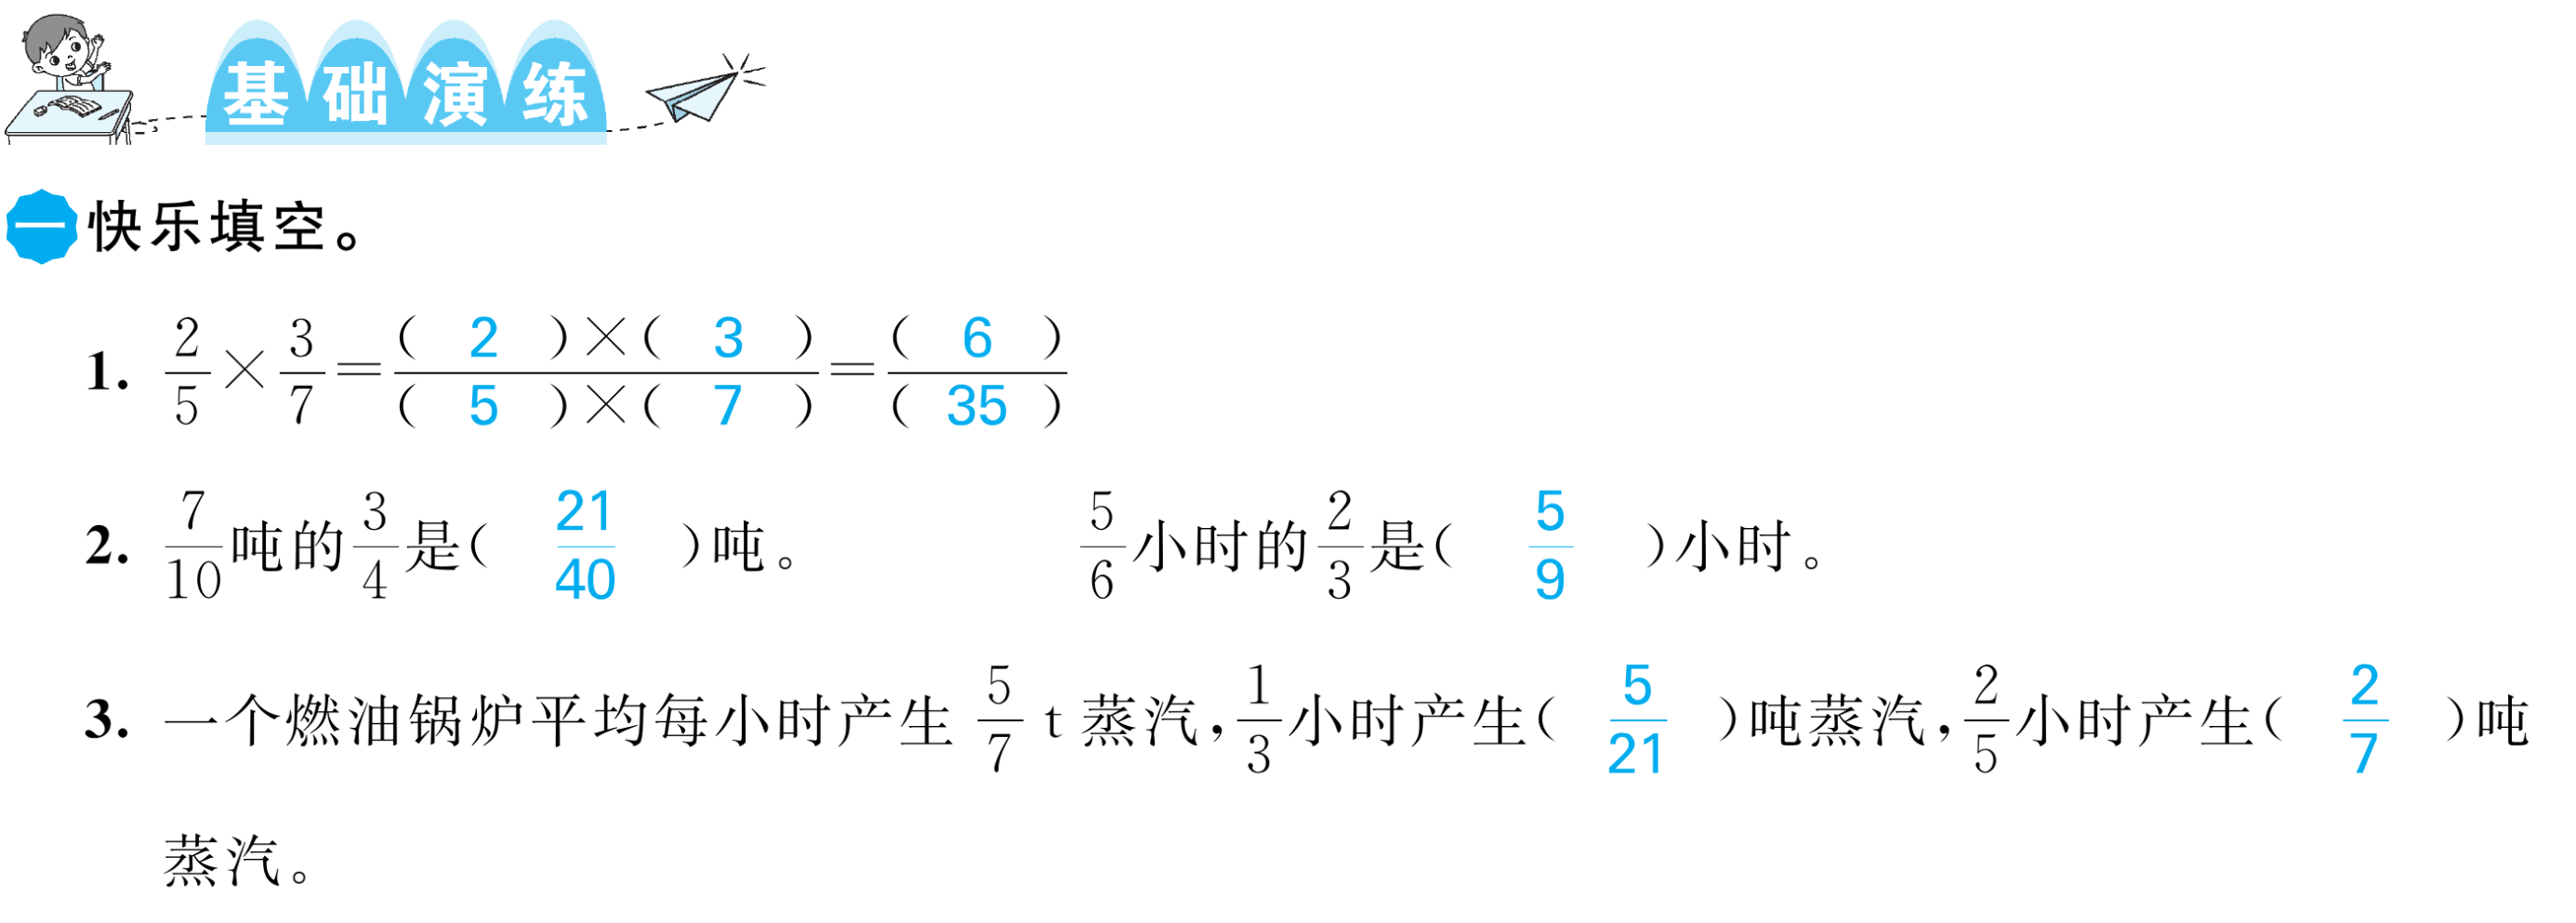 基础演练
一 快乐填空。
1. 2/5×3/7=( 2 )×( 3 )/( 5 )×( 7 )=( 6 )/( 35 )
2. 7/10吨的3/4是( 21/40 )吨。 5/6小时的2/3是( 5/9 )小时。
3. 一个燃油锅炉平均每小时产生 5/7 t 蒸汽,1/3小时产生( 5/21 )吨蒸汽,2/5小时产生( 2/7 )吨
蒸汽。